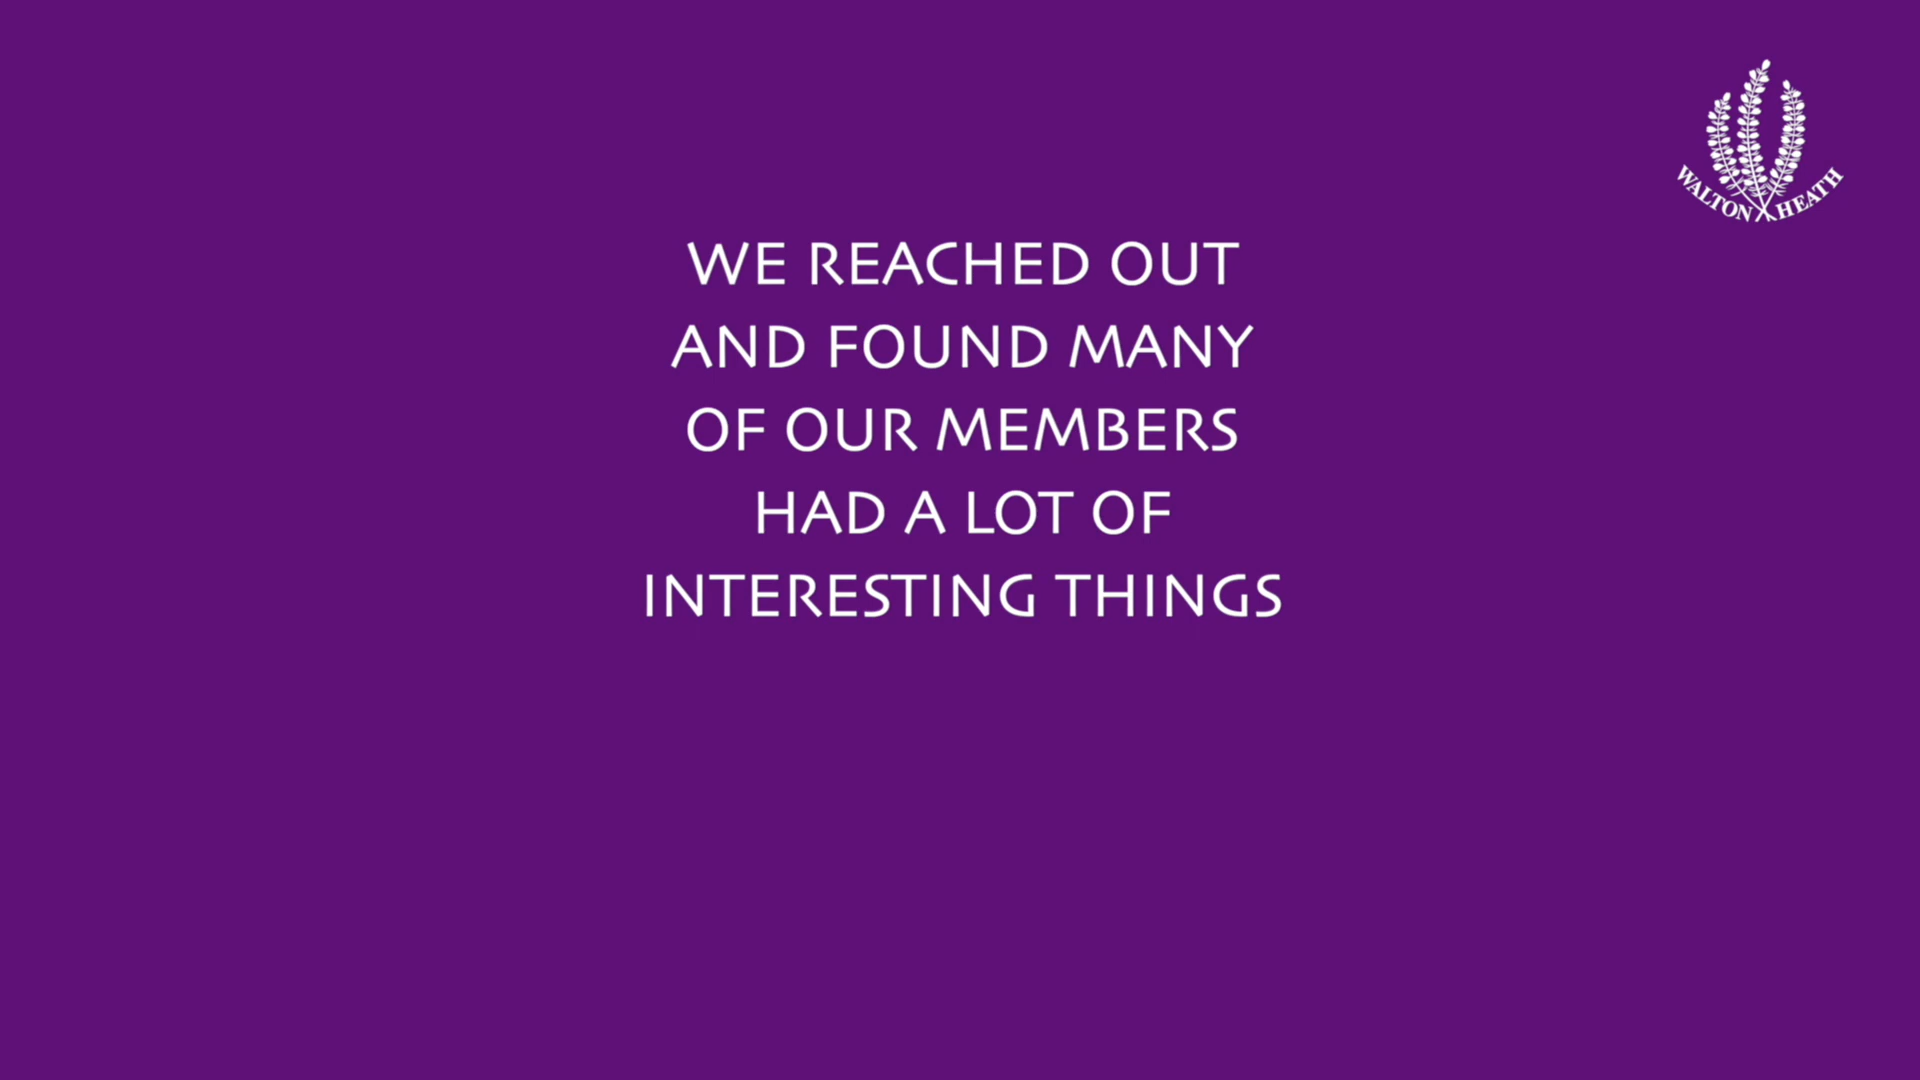 WALTON HEATH
WE REACHED OUT
AND FOUND MANY
OF OUR MEMBERS
HAD A LOT OF
INTERESTING THINGS